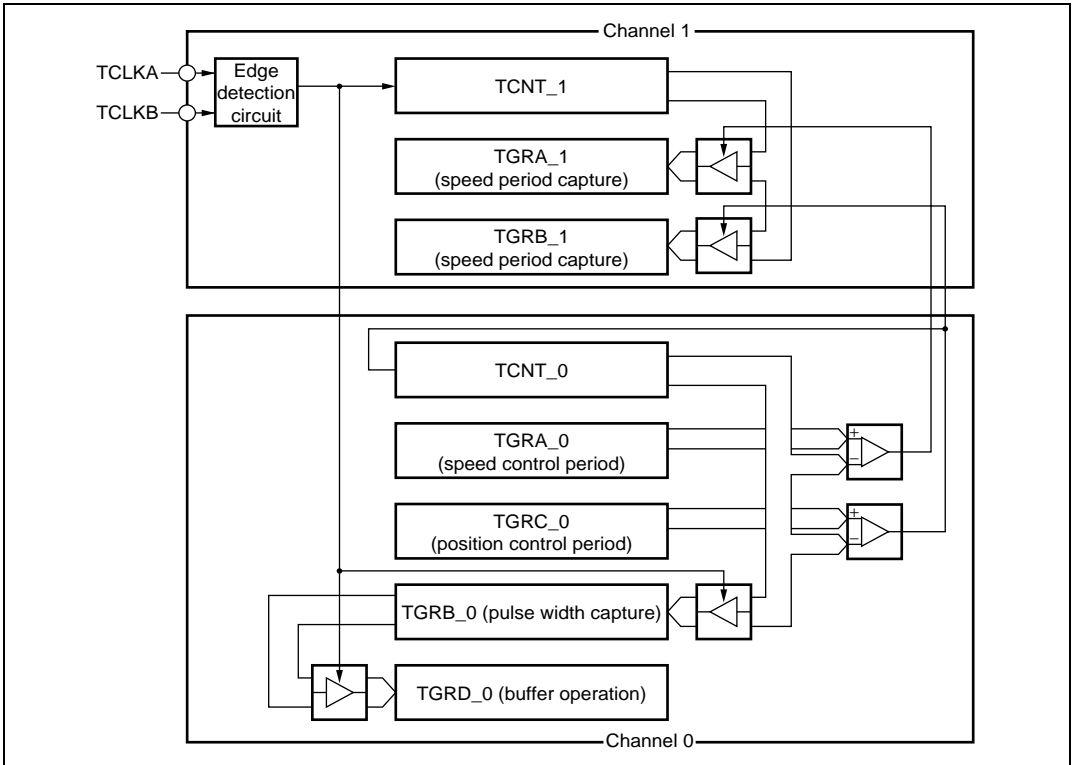 Channel 1
TCLKA
TCLKB
Edge
detection
circuit
TCNT_1
TGRA_1
(speed period capture)
TGRB_1
(speed period capture)
TCNT_0
TGRA_0
(speed control period)
+
−
TGRC_0
(position control period)
+
−
TGRB_0 (pulse width capture)
TGRD_0 (buffer operation)
Channel 0